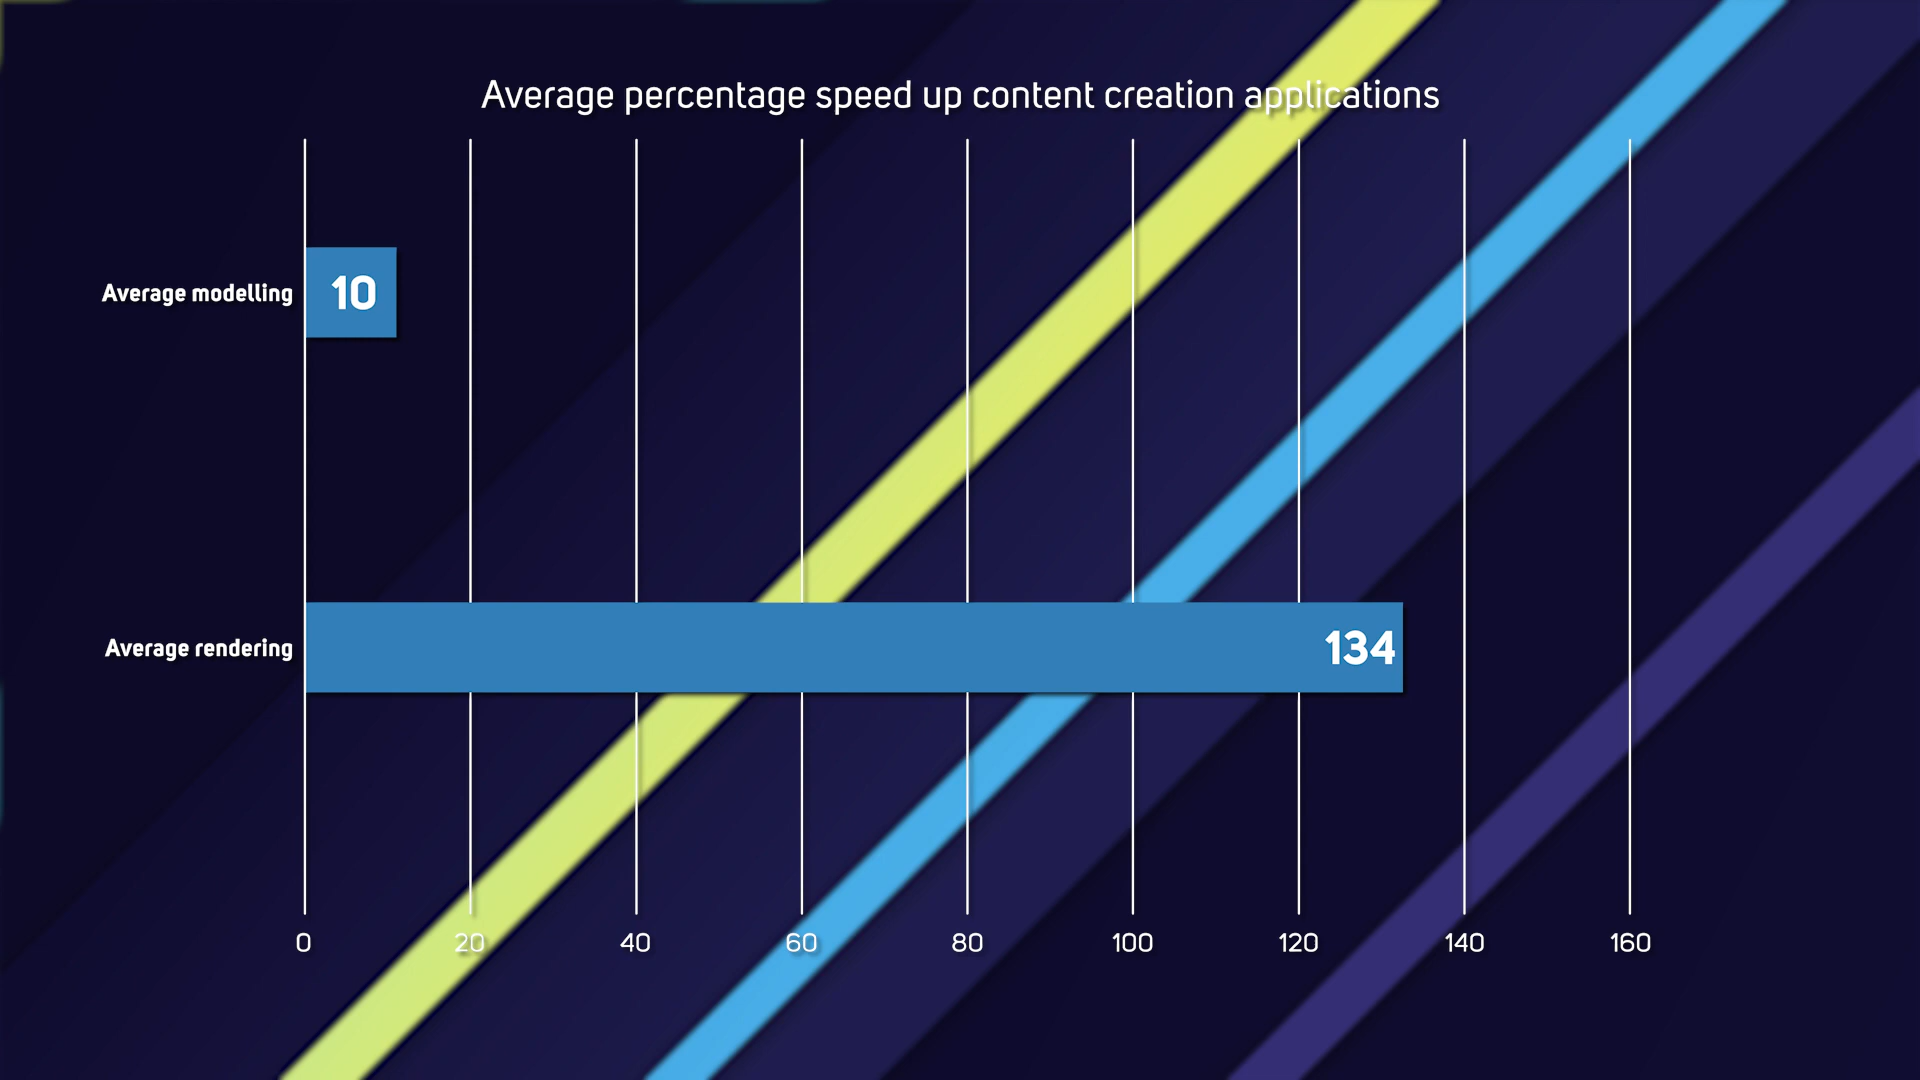 Average percentage speed up content creation applications
Average modelling
10
Average rendering
134
0 20 40 60 80 100 120 140 160